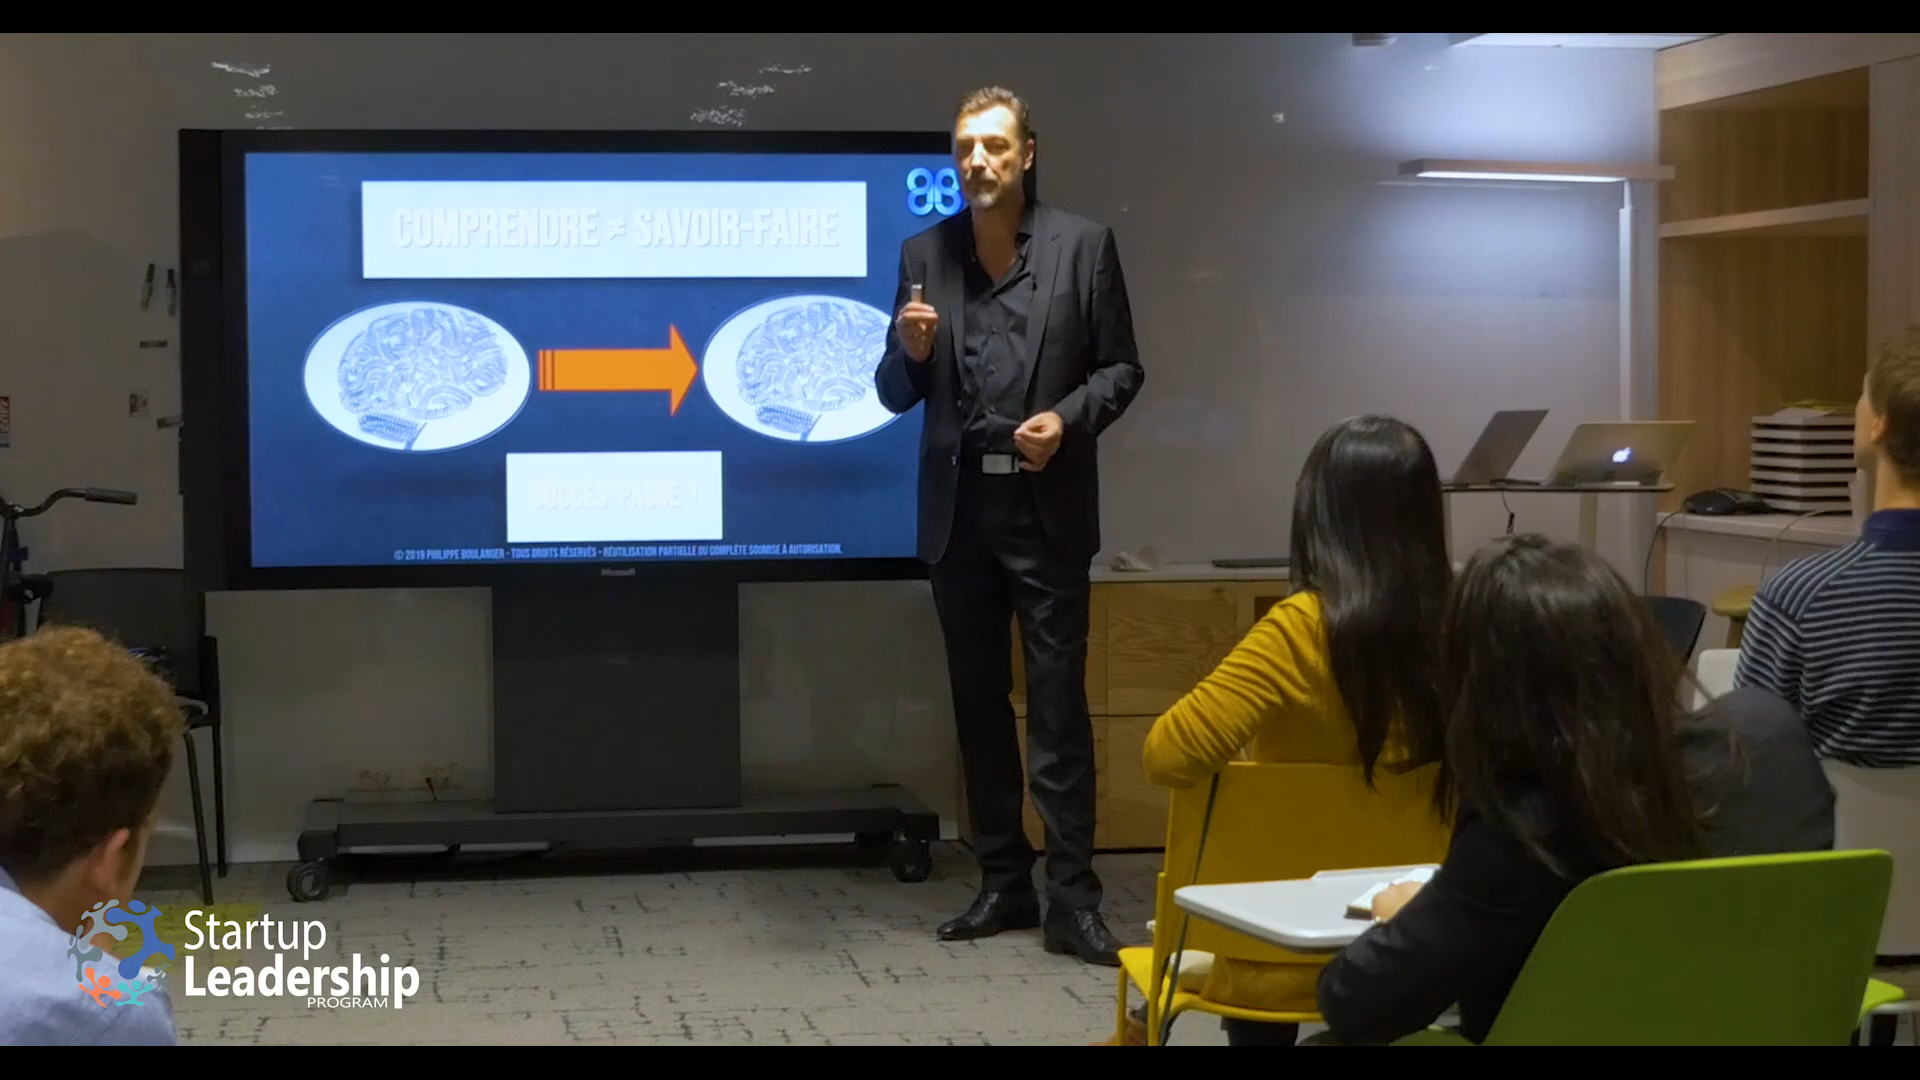 COMPRENDRE ≠ SAVOIR-FAIRE
SUCCÈS PASSÉ !
© 2019 PHILIPPE BOULANGER - TOUS DROITS RÉSERVÉS - RÉUTILISATION PARTIELLE OU COMPLÈTE SOUMISE À AUTORISATION.
Microsoft
Startup
Leadership
PROGRAM